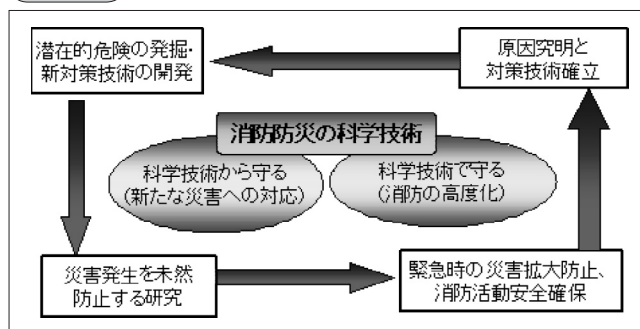 潜在的危険の発掘・
新対策技術の開発
原因究明と
対策技術確立
消防防災の科学技術
科学技術から守る
(新たな災害への対応)
科学技術で守る
(消防の高度化)
災害発生を未然
防止する研究
緊急時の災害拡大防止、
消防活動安全確保